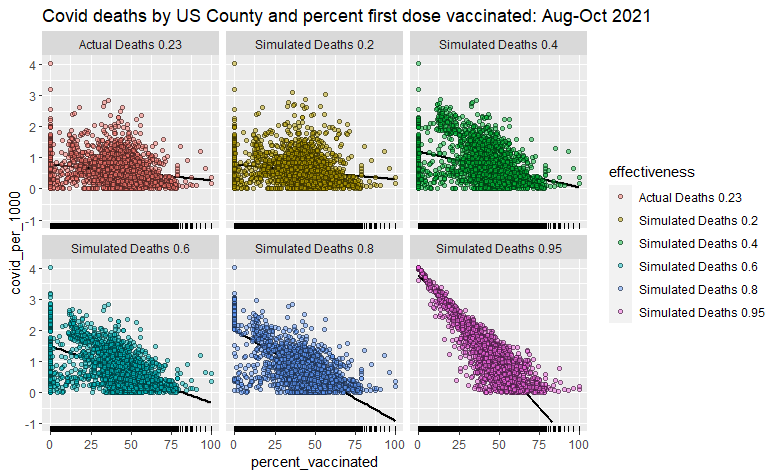 Covid deaths by US County and percent first dose vaccinated: Aug-Oct 2021
Actual Deaths 0.23
Simulated Deaths 0.2
Simulated Deaths 0.4
4
3
2
1
0
-1
covid_per_1000
Simulated Deaths 0.6
Simulated Deaths 0.8
Simulated Deaths 0.95
4
3
2
1
0
-1
0 25 50 75 100
0 25 50 75 100
0 25 50 75 100
percent_vaccinated
effectiveness
Actual Deaths 0.23
Simulated Deaths 0.2
Simulated Deaths 0.4
Simulated Deaths 0.6
Simulated Deaths 0.8
Simulated Deaths 0.95